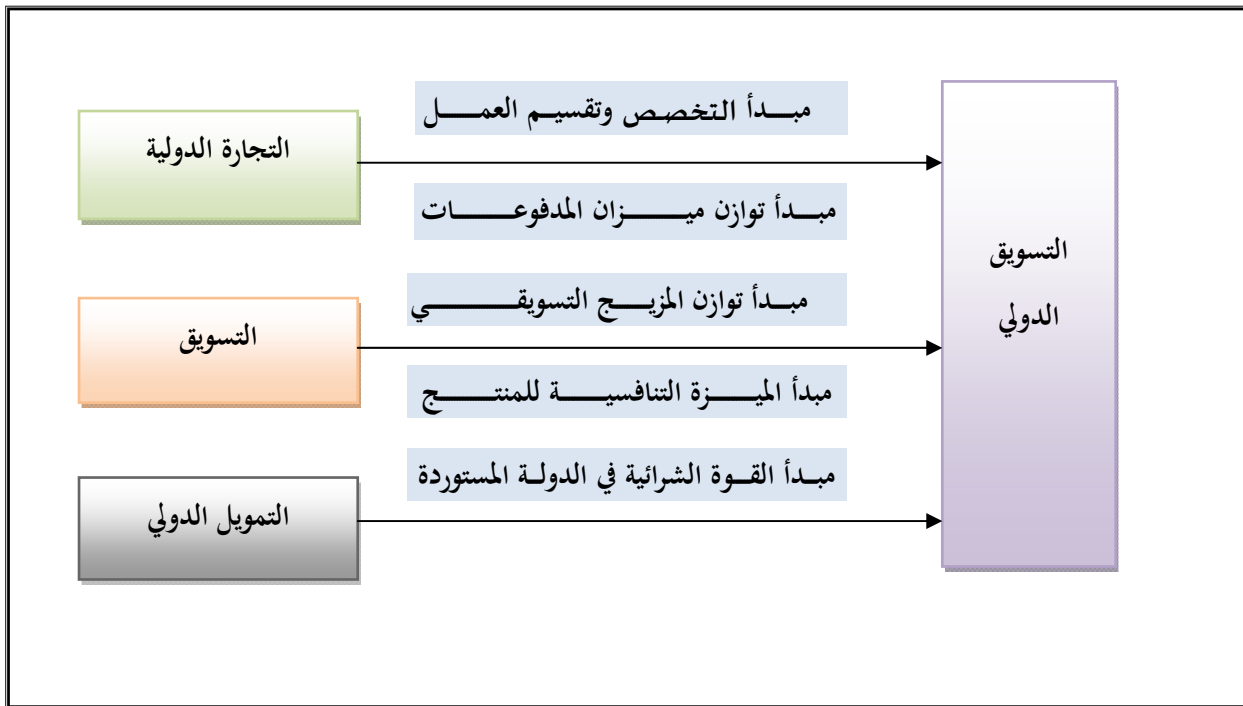 مبدأ التخصص وتقسيم العمل
التجارة الدولية
مبدأ توازن ميزان المدفوعات
التسويق
الدولي
مبدأ توازن المزيج التسويقي
التسويق
مبدأ الميزة التنافسية للمنتج
مبدأ القوة الشرائية في الدولة المستوردة
التمويل الدولي